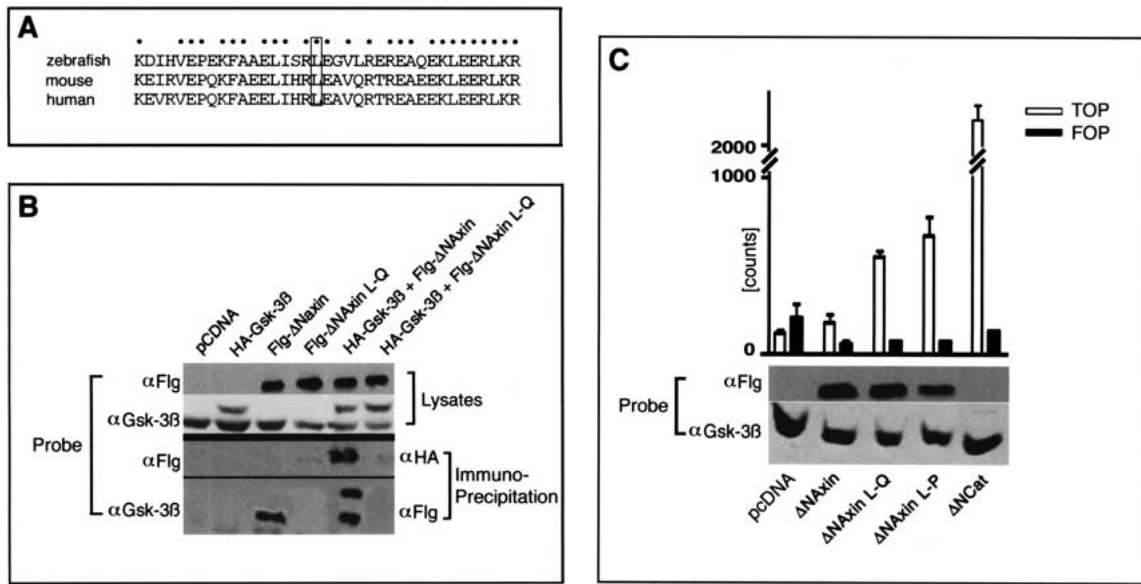 A
zebrafish KDIHVEPEKFAAELISRLEGVLREREAQEKLEERLKR
mouse KEIRVEPQKFAEELIHRLEAVQRTREAEEKLEERLKR
human KEVRVEPQKFAEELIHRLEAVQRTREAEEKLEERLKR
B
pCDNA
HA-Gsk-3ß
Flg-ΔNaxin
Flg-ΔNAxin L-Q
HA-Gsk-3ß + Flg-ΔNAxin
HA-Gsk-3ß + Flg-ΔNAxin L-Q
Probe
αFlg
αGsk-3ß
Lysates
αFlg
αGsk-3ß
αHA
αFlg
Immuno-
Precipitation
C
TOP
FOP
2000
1000
[counts]
0
Probe
αFlg
αGsk-3ß
pcDNA
ΔNAxin
ΔNAxin L-Q
ΔNAxin L-P
ΔNCat